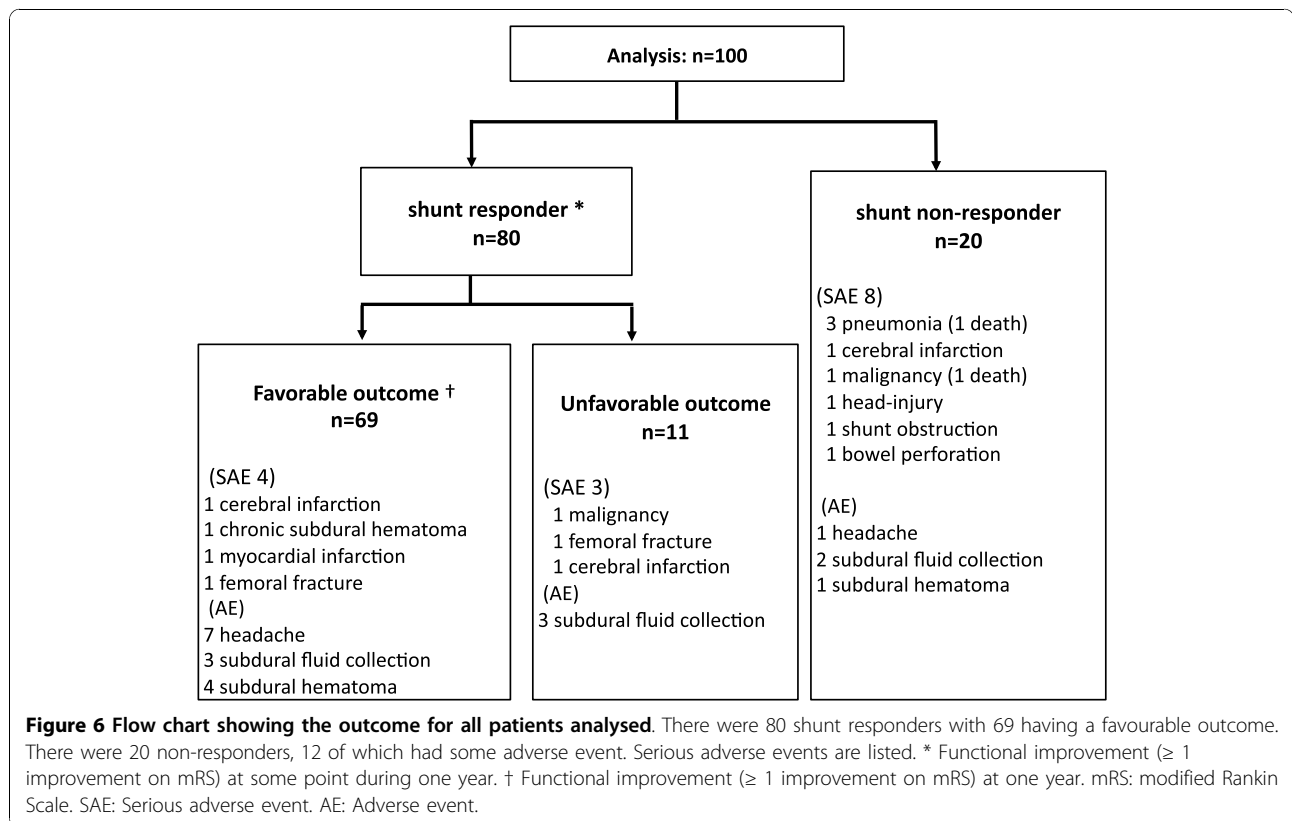 Analysis: n=100
shunt responder *
n=80
shunt non-responder
n=20
(SAE 8)
3 pneumonia (1 death)
1 cerebral infarction
1 malignancy (1 death)
1 head-injury
1 shunt obstruction
1 bowel perforation
(AE)
1 headache
2 subdural fluid collection
1 subdural hematoma
Favorable outcome †
n=69
(SAE 4)
1 cerebral infarction
1 chronic subdural hematoma
1 myocardial infarction
1 femoral fracture
(AE)
7 headache
3 subdural fluid collection
4 subdural hematoma
Unfavorable outcome
n=11
(SAE 3)
1 malignancy
1 femoral fracture
1 cerebral infarction
(AE)
3 subdural fluid collection
Figure 6 Flow chart showing the outcome for all patients analysed. There were 80 shunt responders with 69 having a favourable outcome.
There were 20 non-responders, 12 of which had some adverse event. Serious adverse events are listed. * Functional improvement (≥ 1
improvement on mRS) at some point during one year. † Functional improvement (≥ 1 improvement on mRS) at one year. mRS: modified Rankin
Scale. SAE: Serious adverse event. AE: Adverse event.